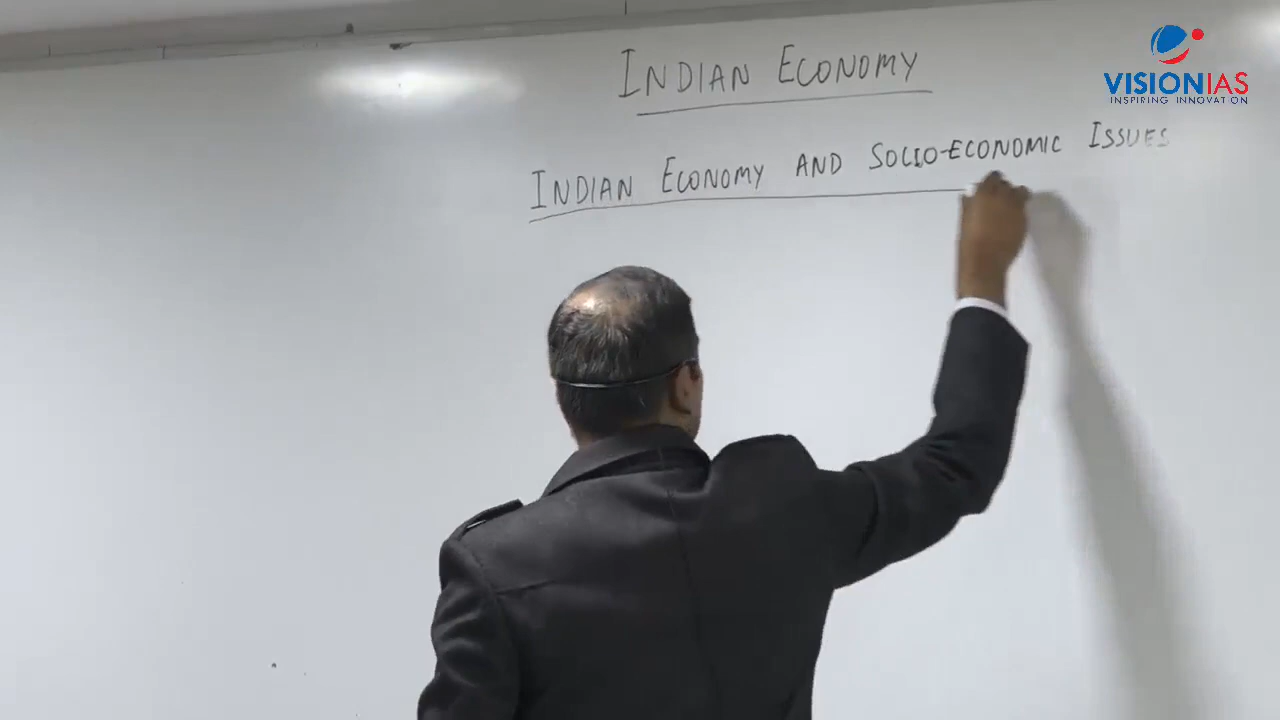 INDIAN ECONOMY
INDIAN ECONOMY AND SOCIO-ECONOMIC ISSUES
VISIONIAS
INSPIRING INNOVATION